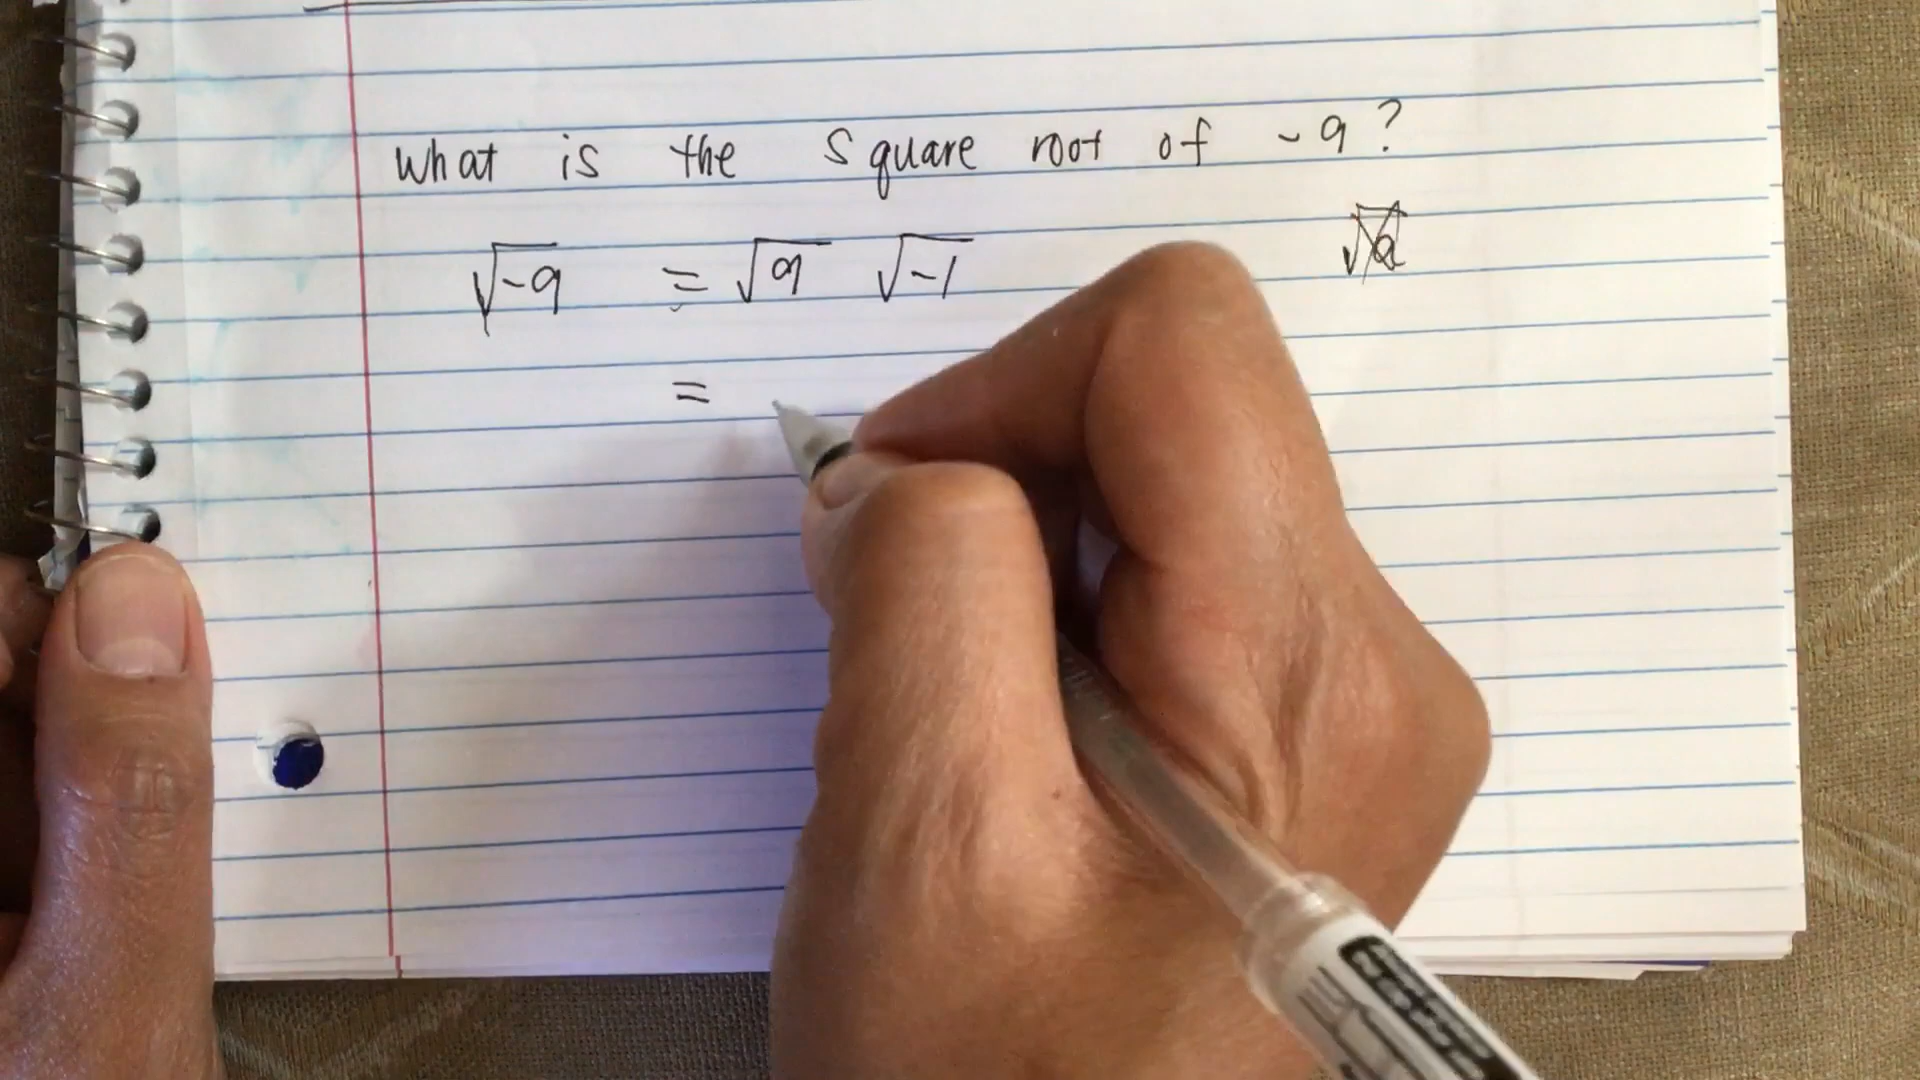 What is the square root of -9?
√-9 = √9 √-1
=